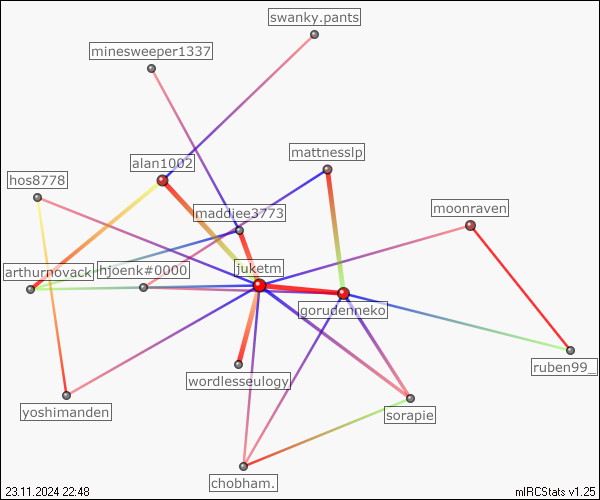 swanky.pants
minesweeper1337
mattnesslp
alan1002
hos8778
maddiee3773
moonraven
arthurnovack
hjoenk#0000
juketm
gorudenneko
ruben99_
wordlesseulogy
yoshimanden
sorapie
chobham.
23.11.2024 22:48
mIRCStats v1.25